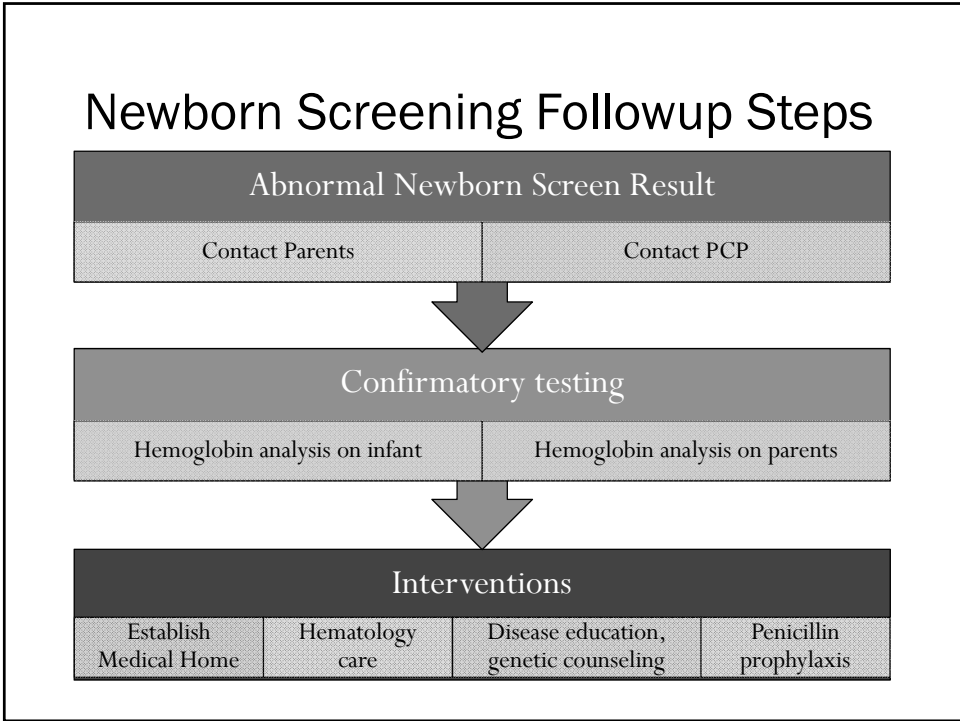 Newborn Screening Followup Steps
Abnormal Newborn Screen Result
Contact Parents
Contact PCP
Confirmatory testing
Hemoglobin analysis on infant
Hemoglobin analysis on parents
Interventions
Establish
Medical Home
Hematology
care
Disease education,
genetic counseling
Penicillin
prophylaxis